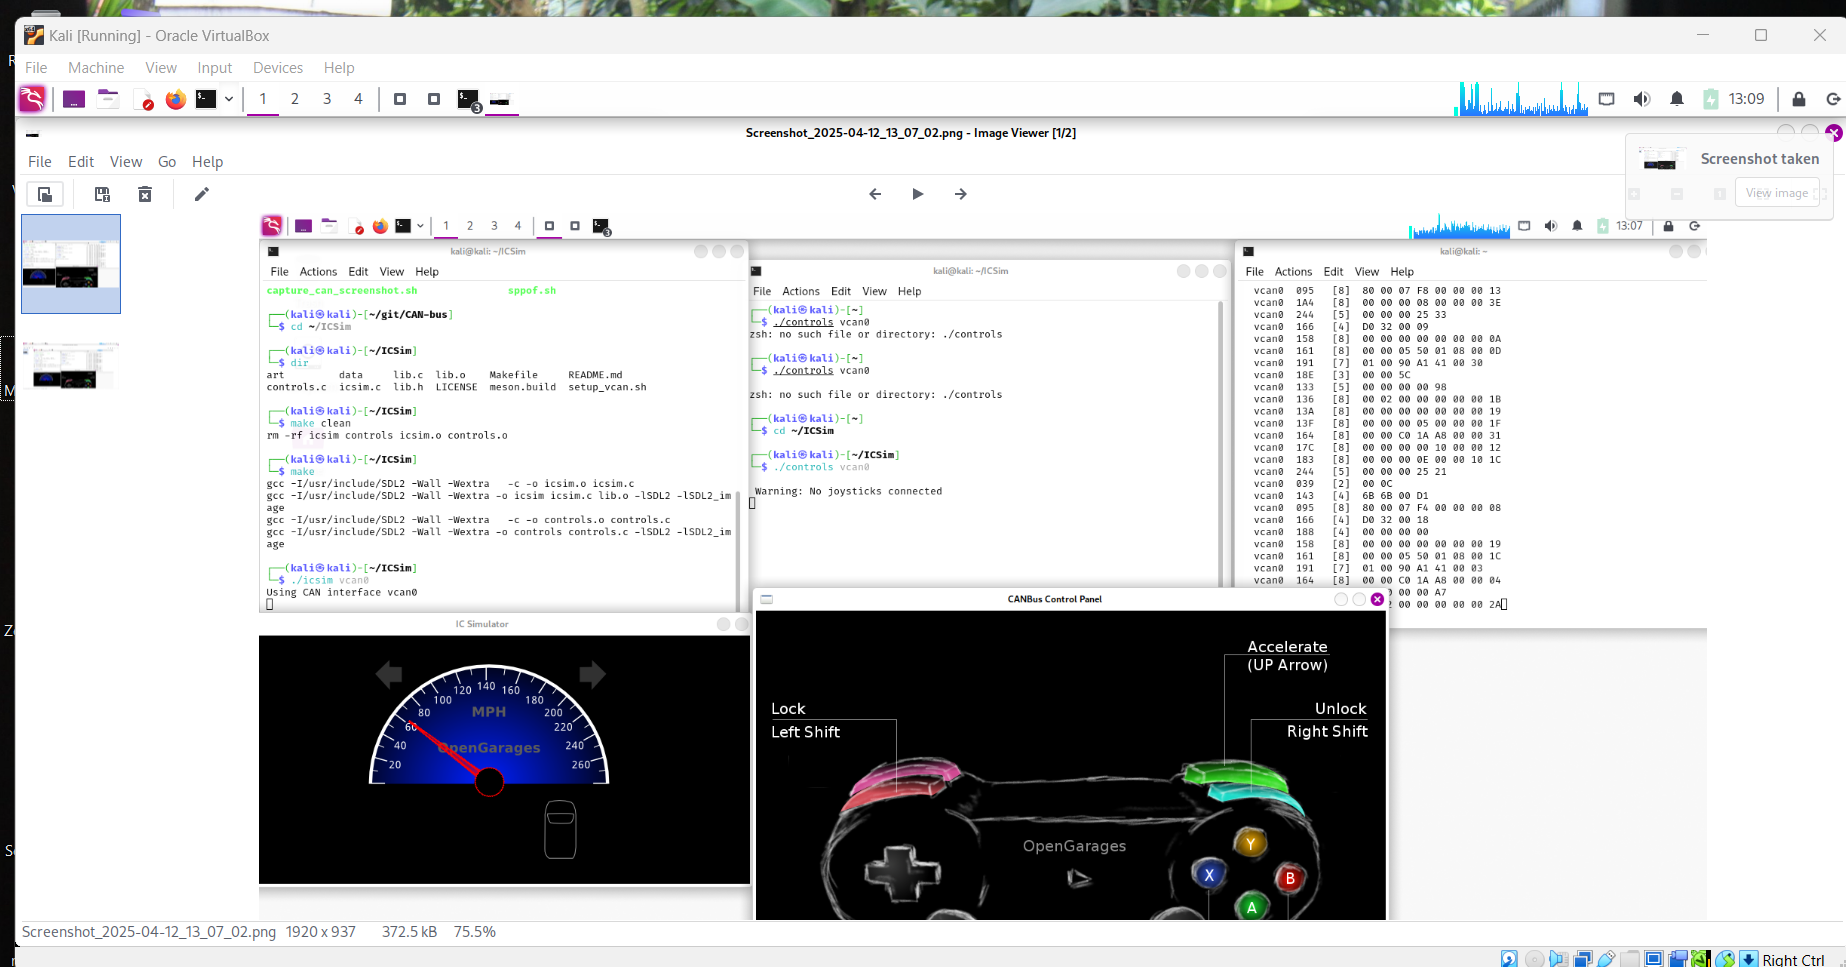 Kali [Running] - Oracle VirtualBox
File Machine View Input Devices Help
1 2 3 4
3
13:09
Screenshot_2025-04-12_13_07_02.png - Image Viewer [1/2]
File Edit View Go Help
Screenshot taken
View image
1 2 3 4
3
13:07
kali@kali: ~/ICSim
File Actions Edit View Help
capture_can_screenshot.sh sppof.sh
(kali㉿kali)-[~/git/CAN-bus]
$ cd ~/ICSim
(kali㉿kali)-[~/ICSim]
$ dir
art data lib.c lib.o Makefile README.md
controls.c icsim.c lib.h LICENSE meson.build setup_vcan.sh
(kali㉿kali)-[~/ICSim]
$ make clean
rm -rf icsim controls icsim.o controls.o
(kali㉿kali)-[~/ICSim]
$ make
gcc -I/usr/include/SDL2 -Wall -Wextra -c -o icsim.o icsim.c
gcc -I/usr/include/SDL2 -Wall -Wextra -o icsim icsim.c lib.o -lSDL2 -lSDL2_im
age
gcc -I/usr/include/SDL2 -Wall -Wextra -c -o controls.o controls.c
gcc -I/usr/include/SDL2 -Wall -Wextra -o controls controls.c -lSDL2 -lSDL2_im
age
(kali㉿kali)-[~/ICSim]
$ ./icsim vcan0
Using CAN interface vcan0
kali@kali: ~/ICSim
File Actions Edit View Help
(kali㉿kali)-[~]
$ ./controls vcan0
zsh: no such file or directory: ./controls
(kali㉿kali)-[~]
$ ./controls vcan0
zsh: no such file or directory: ./controls
(kali㉿kali)-[~]
$ cd ~/ICSim
(kali㉿kali)-[~/ICSim]
$ ./controls vcan0
Warning: No joysticks connected
kali@kali: ~
File Actions Edit View Help
vcan0 095 [8] 80 00 07 F8 00 00 00 13
vcan0 1A4 [8] 00 00 00 08 00 00 00 3E
vcan0 244 [5] 00 00 00 25 33
vcan0 166 [4] D0 32 00 09
vcan0 158 [8] 00 00 00 00 00 00 00 0A
vcan0 161 [8] 00 00 05 50 01 08 00 0D
vcan0 191 [7] 01 00 90 A1 41 00 30
vcan0 18E [3] 00 00 5C
vcan0 133 [5] 00 00 00 00 98
vcan0 136 [8] 00 02 00 00 00 00 00 1B
vcan0 13A [8] 00 00 00 00 00 00 00 19
vcan0 13F [8] 00 00 00 05 00 00 00 1F
vcan0 164 [8] 00 00 C0 1A A8 00 00 31
vcan0 17C [8] 00 00 00 00 10 00 00 12
vcan0 183 [8] 00 00 00 0E 00 00 10 1C
vcan0 244 [5] 00 00 00 25 21
vcan0 039 [2] 00 0C
vcan0 143 [4] 6B 6B 00 D1
vcan0 095 [8] 80 00 07 F4 00 00 00 08
vcan0 166 [4] D0 32 00 18
vcan0 188 [4] 00 00 00 00
vcan0 158 [8] 00 00 00 00 00 00 00 19
vcan0 161 [8] 00 00 05 50 01 08 00 1C
vcan0 191 [7] 01 00 90 A1 41 00 03
vcan0 164 [8] 00 00 C0 1A A8 00 00 04
00 00 A7
00 00 00 00 00 2A
IC Simulator
20 40 60 80 100 120 140 160 180 200 220 240 260
MPH
OpenGarages
CANBus Control Panel
Accelerate
(UP Arrow)
Lock
Left Shift
Unlock
Right Shift
OpenGarages
Y
X
B
A
Screenshot_2025-04-12_13_07_02.png 1920 x 937 372.5 kB 75.5%
Right Ctrl